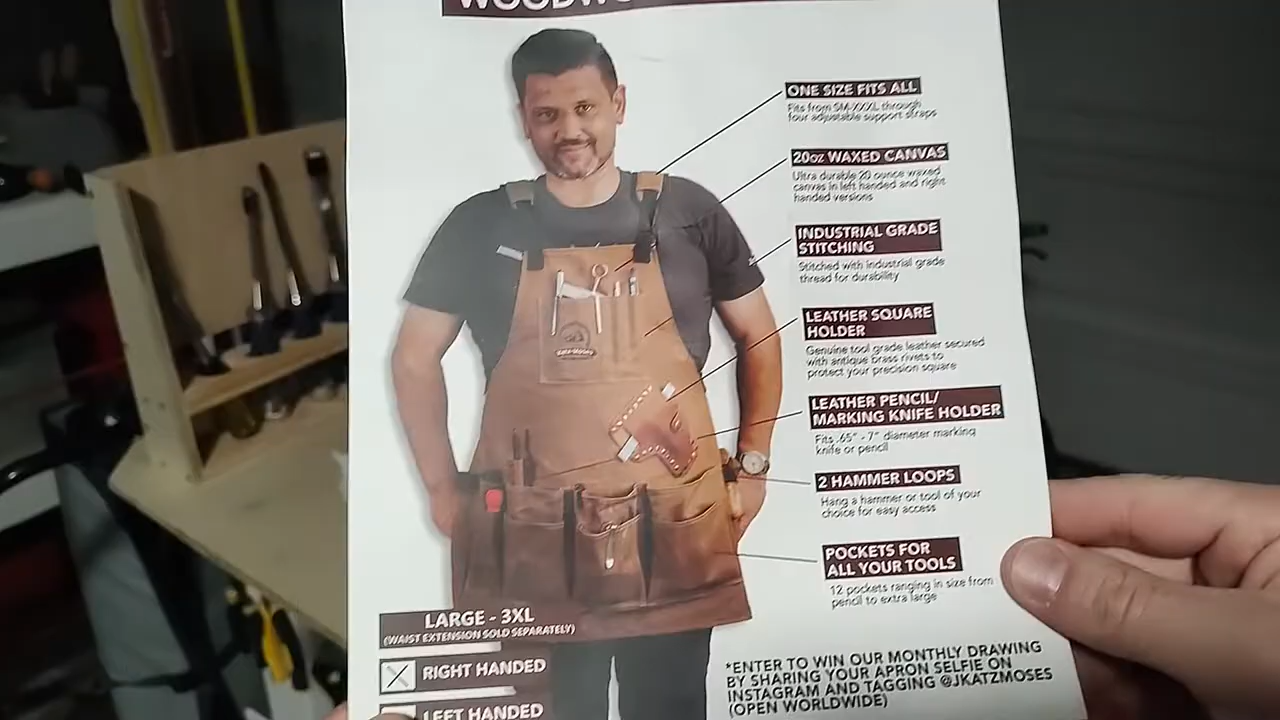 ONE SIZE FITS ALL
Fits from SM-XXXL through
four adjustable support straps
20oz WAXED CANVAS
Ultra durable 20 ounce waxed
canvas in left handed and right
handed versions
INDUSTRIAL GRADE
STITCHING
Stitched with industrial grade
thread for durability
LEATHER SQUARE
HOLDER
Genuine tool grade leather secured
with antique brass rivets to
protect your precision square
LEATHER PENCIL/
MARKING KNIFE HOLDER
Fits .65" - 7" diameter marking
knife or pencil
2 HAMMER LOOPS
Hang a hammer or tool of your
choice for easy access
POCKETS FOR
ALL YOUR TOOLS
12 pockets ranging in size from
pencil to extra large
Katz-Moses
LARGE - 3XL
(WAIST EXTENSION SOLD SEPARATELY)
RIGHT HANDED
LEFT HANDED
*ENTER TO WIN OUR MONTHLY DRAWING
BY SHARING YOUR APRON SELFIE ON
INSTAGRAM AND TAGGING @JKATZMOSES
(OPEN WORLDWIDE)